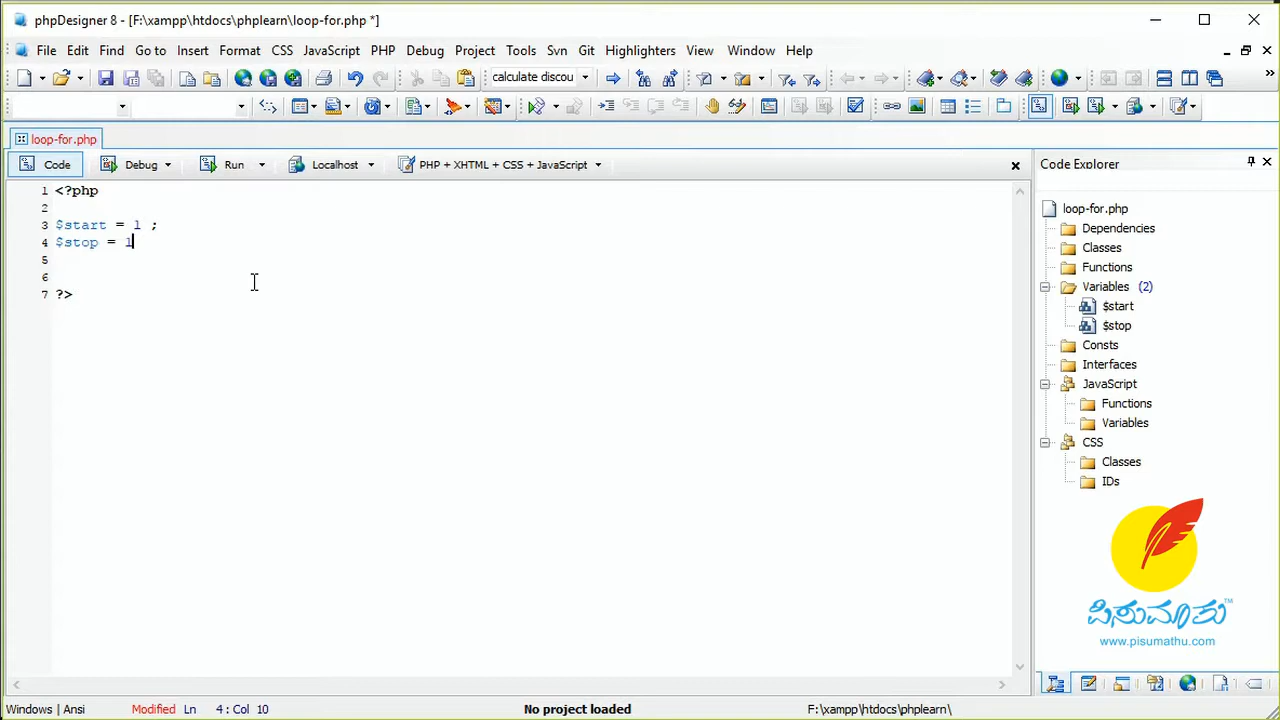 phpDesigner 8 - [F:\xampp\htdocs\phplearn\loop-for.php *]
File Edit Find Go to Insert Format CSS JavaScript PHP Debug Project Tools Svn Git Highlighters View Window Help
calculate discou
loop-for.php
Code Debug Run Localhost PHP + XHTML + CSS + JavaScript
1 <?php
2
3 $start = 1 ;
4 $stop = 1
5
6
7 ?>
Code Explorer
loop-for.php
Dependencies
Classes
Functions
Variables (2)
$start
$stop
Consts
Interfaces
JavaScript
Functions
Variables
CSS
Classes
IDs
ಪಿಸುಮಾತು™
www.pisumathu.com
Windows | Ansi Modified Ln 4 : Col 10 No project loaded F:\xampp\htdocs\phplearn\